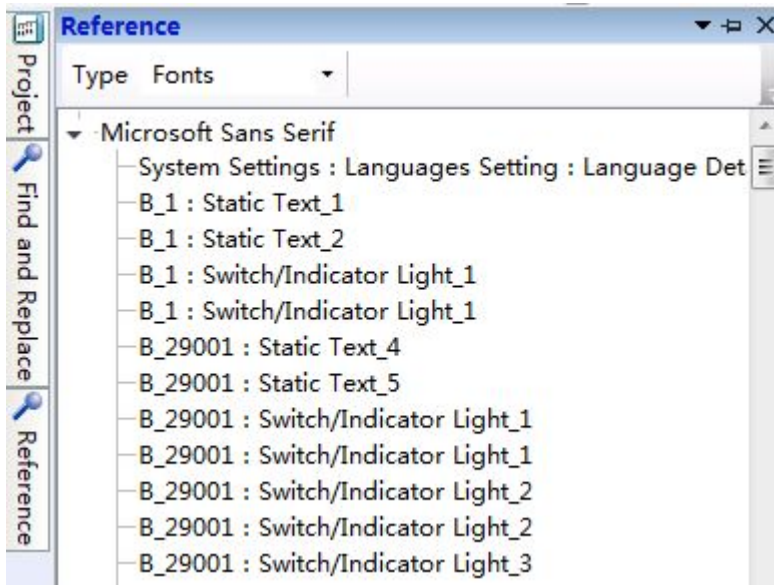 Reference
Type Fonts
Microsoft Sans Serif
System Settings : Languages Setting : Language Det
B_1 : Static Text_1
B_1 : Static Text_2
B_1 : Switch/Indicator Light_1
B_1 : Switch/Indicator Light_1
B_29001 : Static Text_4
B_29001 : Static Text_5
B_29001 : Switch/Indicator Light_1
B_29001 : Switch/Indicator Light_1
B_29001 : Switch/Indicator Light_2
B_29001 : Switch/Indicator Light_2
B_29001 : Switch/Indicator Light_3
Project
Find and Replace
Reference